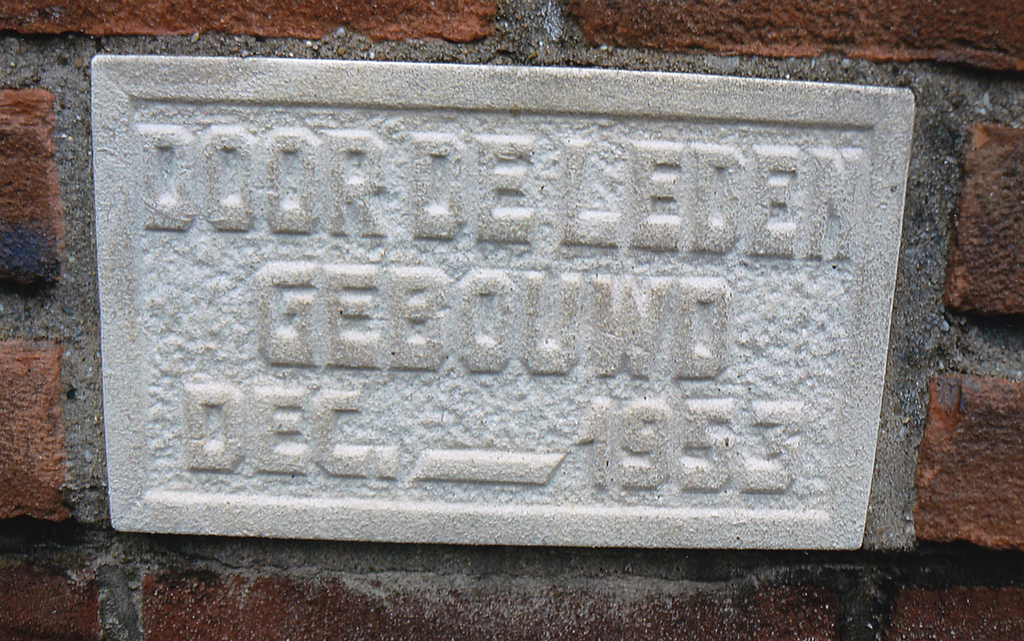 DOOR DE LEDEN
GEBOUWD
DEC. — 1953